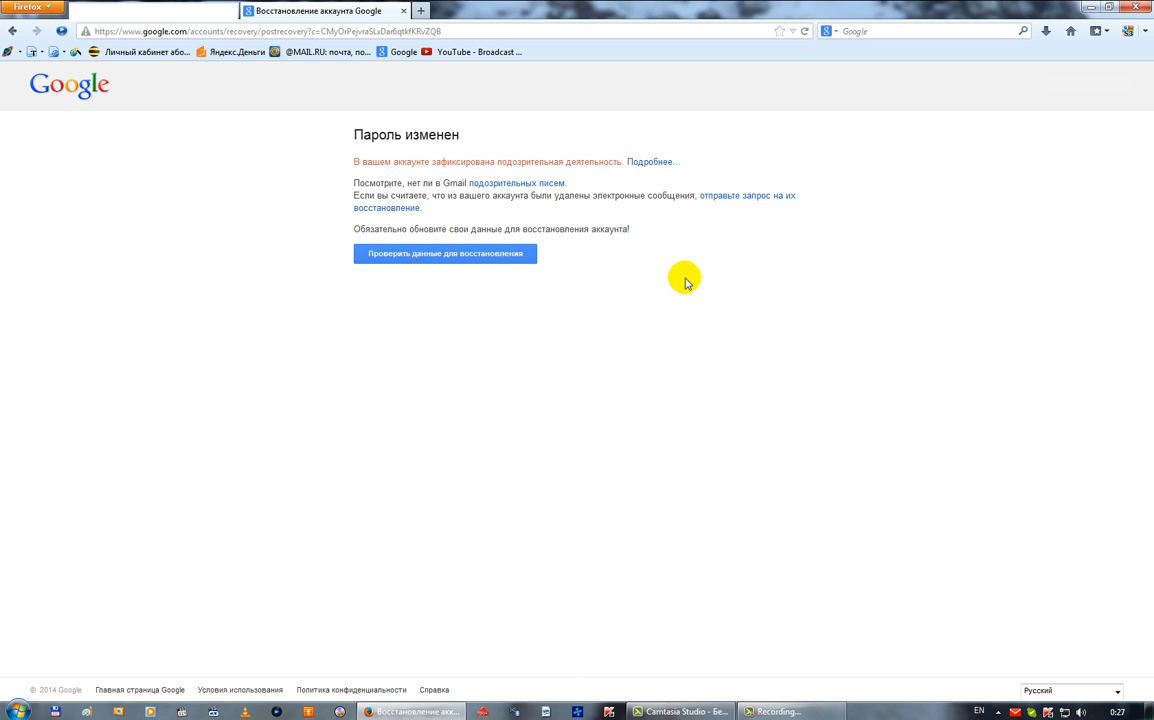 Firefox
Восстановление аккаунта Google
https://www.google.com/accounts/recovery/postrecovery?c=CMyOrPejvraSLxDar6qtkfKRvZQB
Google
Личный кабинет або...
Яндекс.Деньги
@MAIL.RU: почта, по...
Google
YouTube - Broadcast ...
Google
Пароль изменен
В вашем аккаунте зафиксирована подозрительная деятельность. Подробнее...
Посмотрите, нет ли в Gmail подозрительных писем.
Если вы считаете, что из вашего аккаунта были удалены электронные сообщения, отправьте запрос на их
восстановление.
Обязательно обновите свои данные для восстановления аккаунта!
Проверить данные для восстановления
© 2014 Google Главная страница Google Условия использования Политика конфиденциальности Справка
Русский
Восстановление акк...
Camtasia Studio - Бе...
Recording...
EN
0:27